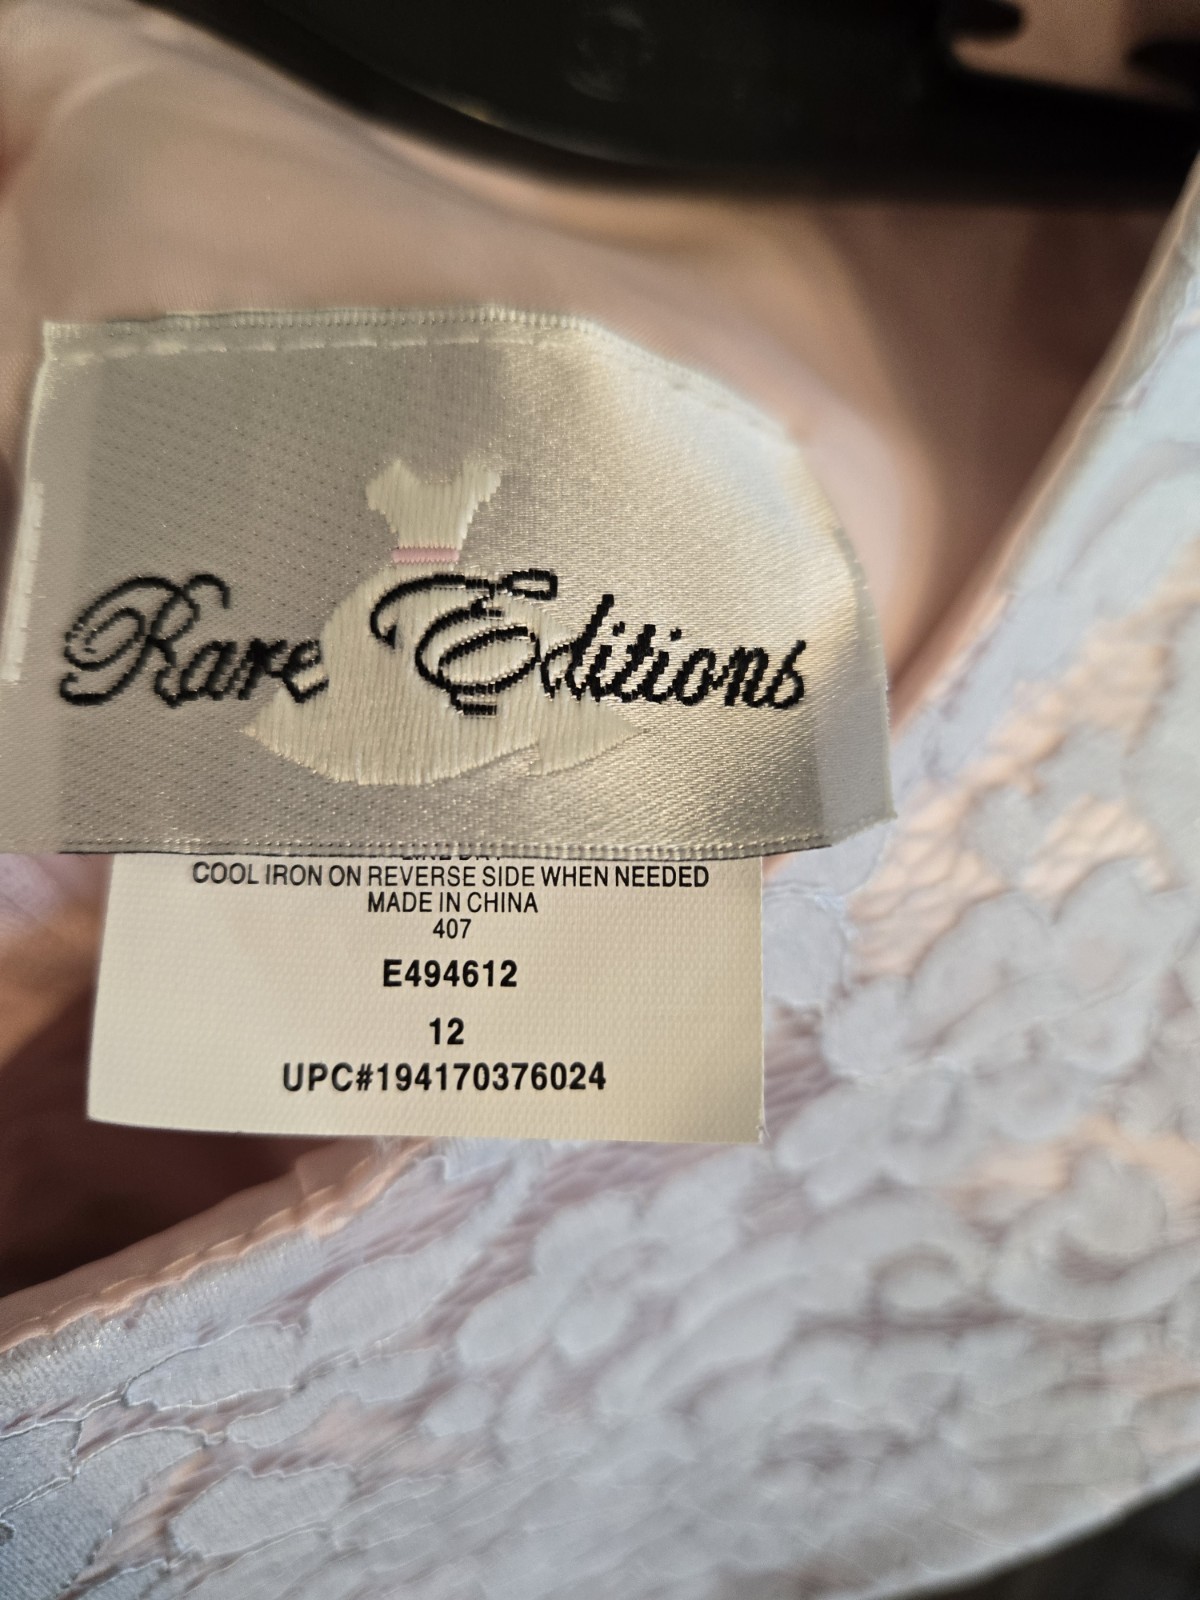 Rare Editions
COOL IRON ON REVERSE SIDE WHEN NEEDED
MADE IN CHINA
407
E494612
12
UPC#194170376024